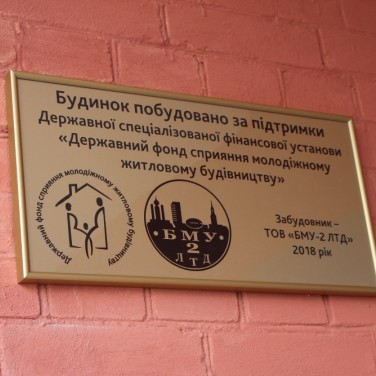 Будинок побудовано за підтримки
Державної спеціалізованої фінансової установи
«Державний фонд сприяння молодіжному
житловому будівництву»
Державний фонд сприяння молодіжному житловому будівництву
БМУ
2
ЛТД
Забудовник –
ТОВ «БМУ-2 ЛТД»
2018 рік